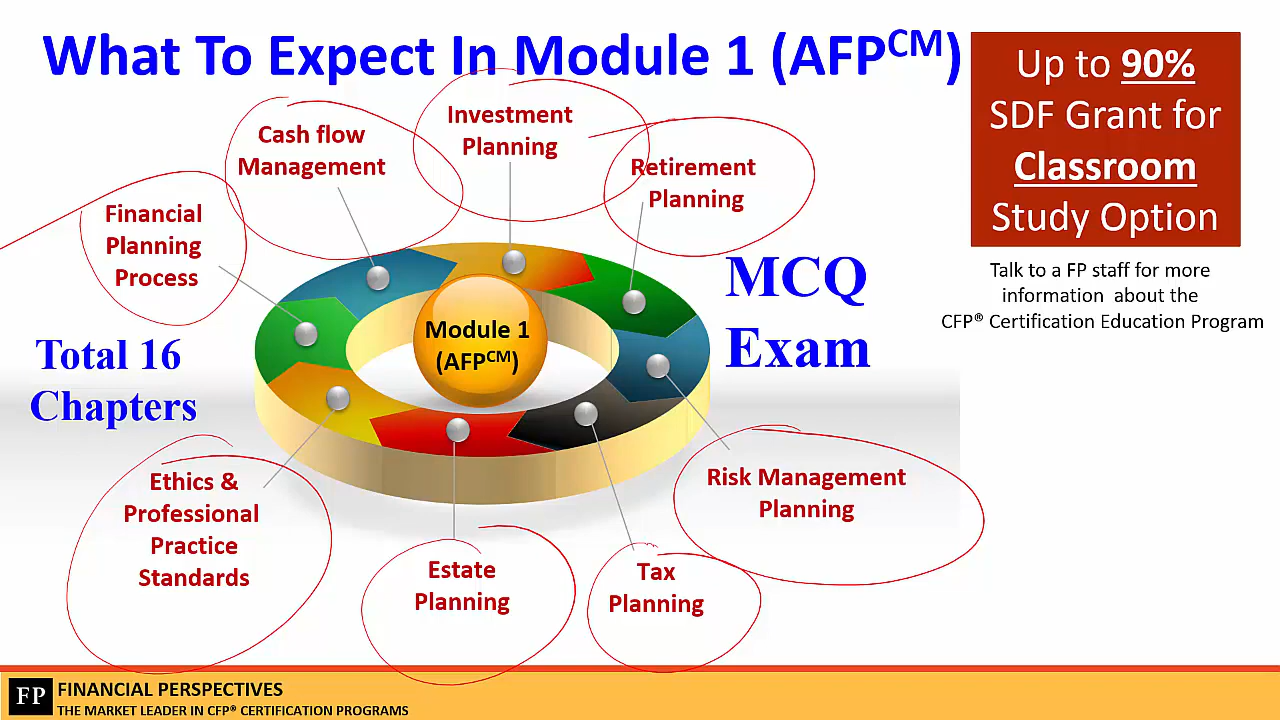 What To Expect In Module 1 (AFPCM)
Up to 90%
SDF Grant for
Classroom
Study Option
Talk to a FP staff for more
information about the
CFP® Certification Education Program
Investment
Planning
Cash flow
Management
Retirement
Planning
Financial
Planning
Process
MCQ
Exam
Module 1
(AFPCM)
Total 16
Chapters
Ethics &
Professional
Practice
Standards
Estate
Planning
Tax
Planning
Risk Management
Planning
FP
FINANCIAL PERSPECTIVES
THE MARKET LEADER IN CFP® CERTIFICATION PROGRAMS